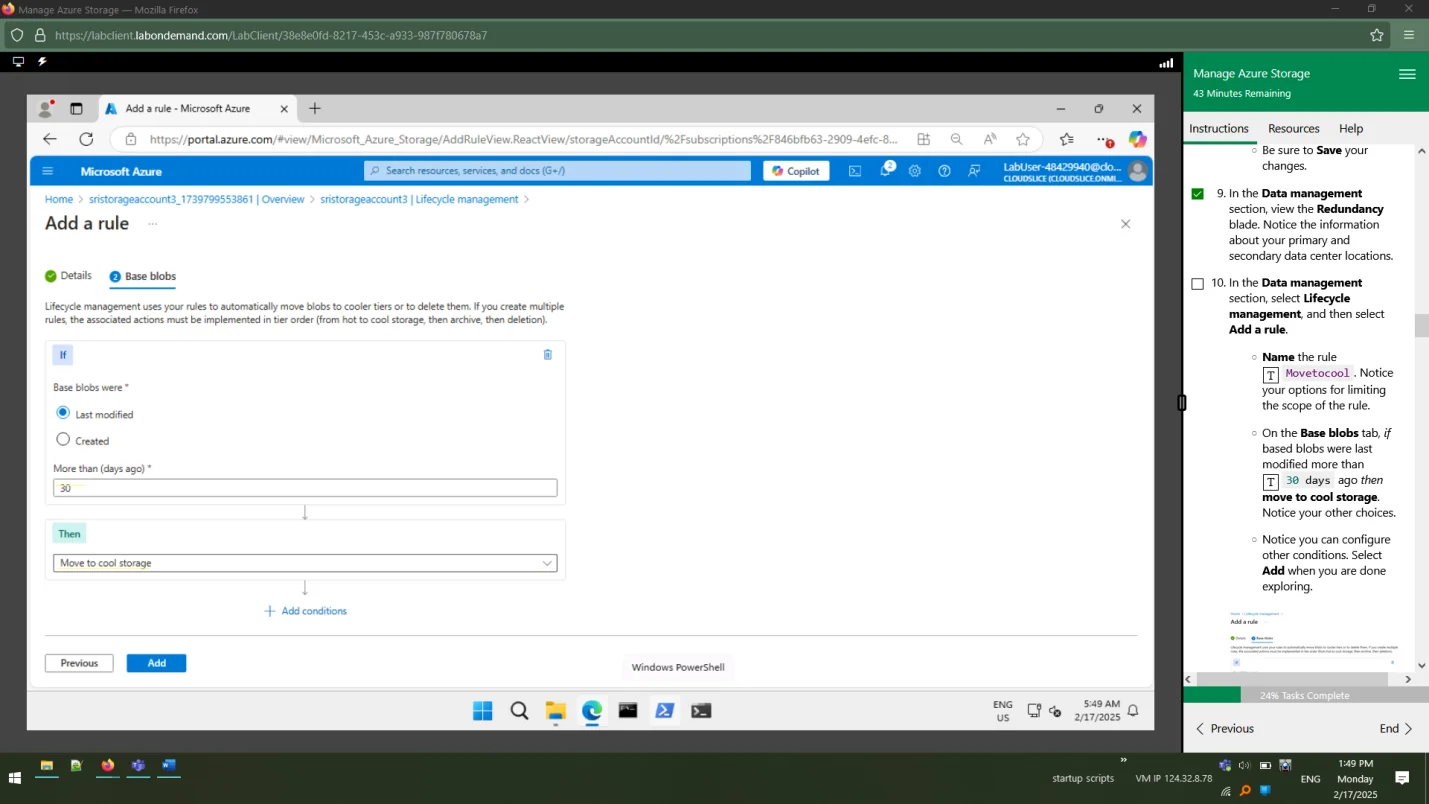 Manage Azure Storage — Mozilla Firefox
https://labclient.labondemand.com/LabClient/38e8e0fd-8217-453c-a933-987f780678a7
Add a rule - Microsoft Azure
https://portal.azure.com/#view/Microsoft_Azure_Storage/AddRuleView.ReactView/storageAccountId/%2Fsubscriptions%2F846bfb63-2909-4efc-8...
Microsoft Azure
Search resources, services, and docs (G+/)
Copilot
2
LabUser-48429940@clo...
CLOUDSLICE (CLOUDSLICE.ONMI...
Home > sristorageaccount3_1739799553861 | Overview > sristorageaccount3 | Lifecycle management >
Add a rule ...
Details
2 Base blobs
Lifecycle management uses your rules to automatically move blobs to cooler tiers or to delete them. If you create multiple
rules, the associated actions must be implemented in tier order (from hot to cool storage, then archive, then deletion).
If
Base blobs were *
Last modified
Created
More than (days ago) *
30
Then
Move to cool storage
+ Add conditions
Previous
Add
Windows PowerShell
ENG
US
5:49 AM
2/17/2025
Manage Azure Storage
43 Minutes Remaining
Instructions
Resources
Help
Be sure to Save your
changes.
9. In the Data management
section, view the Redundancy
blade. Notice the information
about your primary and
secondary data center locations.
10. In the Data management
section, select Lifecycle
management, and then select
Add a rule.
Name the rule
T Movetocool. Notice
your options for limiting
the scope of the rule.
On the Base blobs tab, if
based blobs were last
modified more than
T 30 days ago then
move to cool storage.
Notice your other choices.
Notice you can configure
other conditions. Select
Add when you are done
exploring.
Add a rule
24% Tasks Complete
< Previous
End >
startup scripts
»
VM IP 124.32.8.78
ENG
1:49 PM
Monday
2/17/2025